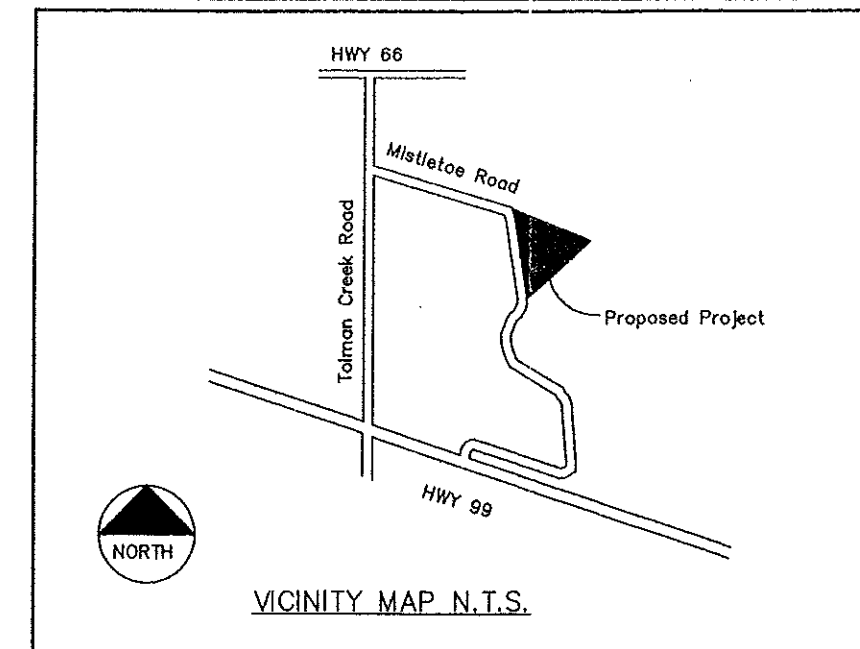 HWY 66
Mistletoe Road
Tolman Creek Road
Proposed Project
HWY 99
NORTH
VICINITY MAP N.T.S.